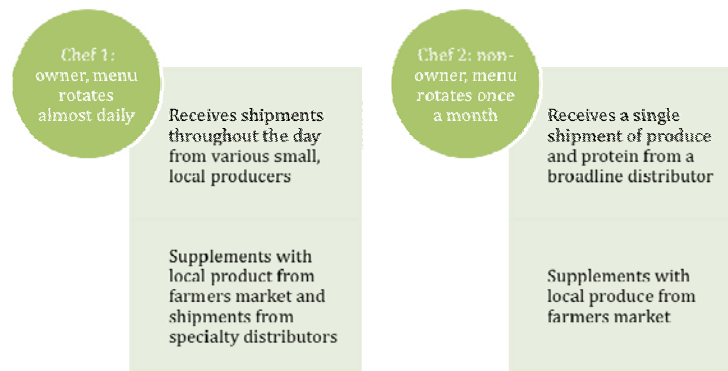 Chef 1:
owner, menu
rotates
almost daily
Receives shipments
throughout the day
from various small,
local producers
Supplements with
local product from
farmers market and
shipments from
specialty distributors
Chef 2: non-
owner, menu
rotates once
a month
Receives a single
shipment of produce
and protein from a
broadline distributor
Supplements with
local produce from
farmers market